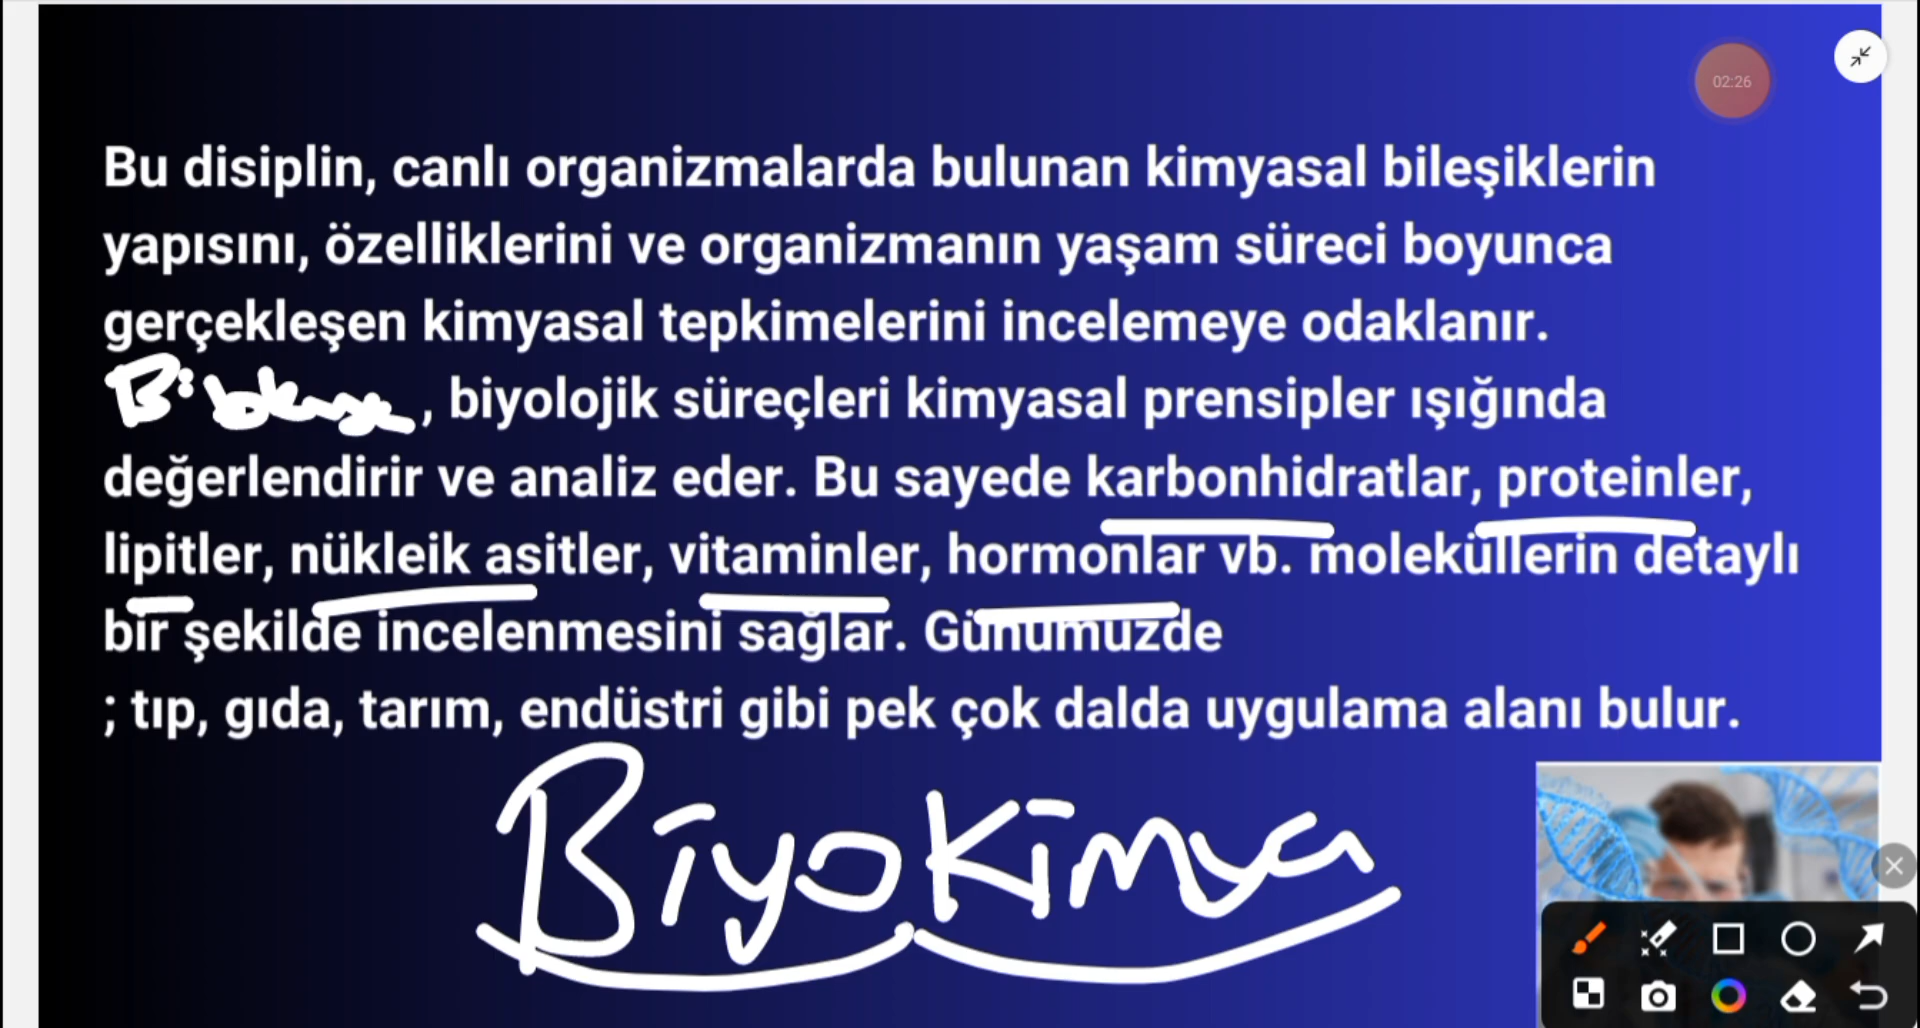 02:26
Bu disiplin, canlı organizmalarda bulunan kimyasal bileşiklerin
yapısını, özelliklerini ve organizmanın yaşam süreci boyunca
gerçekleşen kimyasal tepkimelerini incelemeye odaklanır.
, biyolojik süreçleri kimyasal prensipler ışığında
değerlendirir ve analiz eder. Bu sayede karbonhidratlar, proteinler,
lipitler, nükleik asitler, vitaminler, hormonlar vb. moleküllerin detaylı
bir şekilde incelenmesini sağlar. Günümüzde
; tıp, gıda, tarım, endüstri gibi pek çok dalda uygulama alanı bulur.
Biyokimya